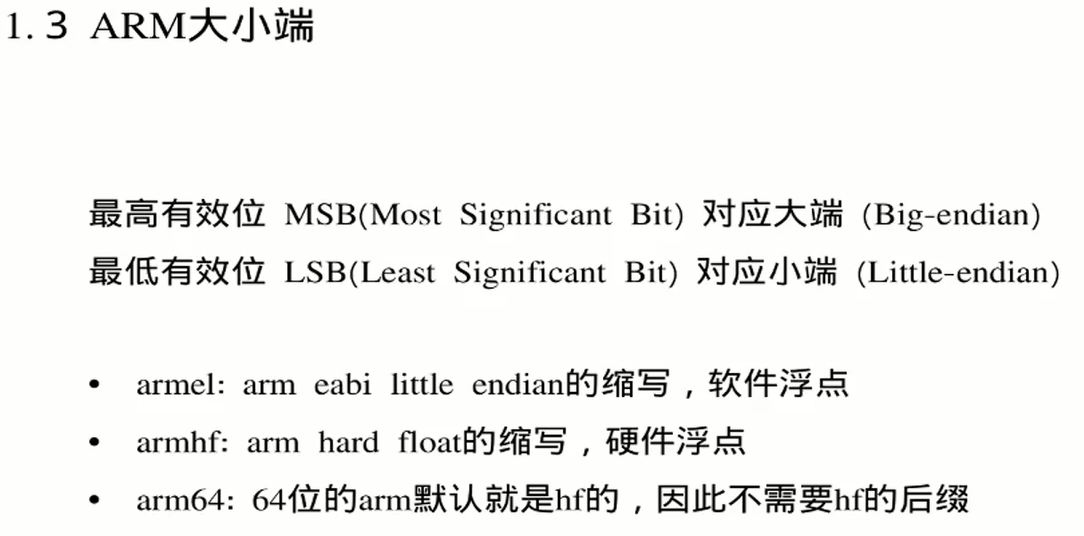 1.3 ARM大小端
最高有效位 MSB(Most Significant Bit) 对应大端 (Big-endian)
最低有效位 LSB(Least Significant Bit) 对应小端 (Little-endian)
• armel: arm eabi little endian的缩写，软件浮点
• armhf: arm hard float的缩写，硬件浮点
• arm64: 64位的arm默认就是hf的，因此不需要hf的后缀